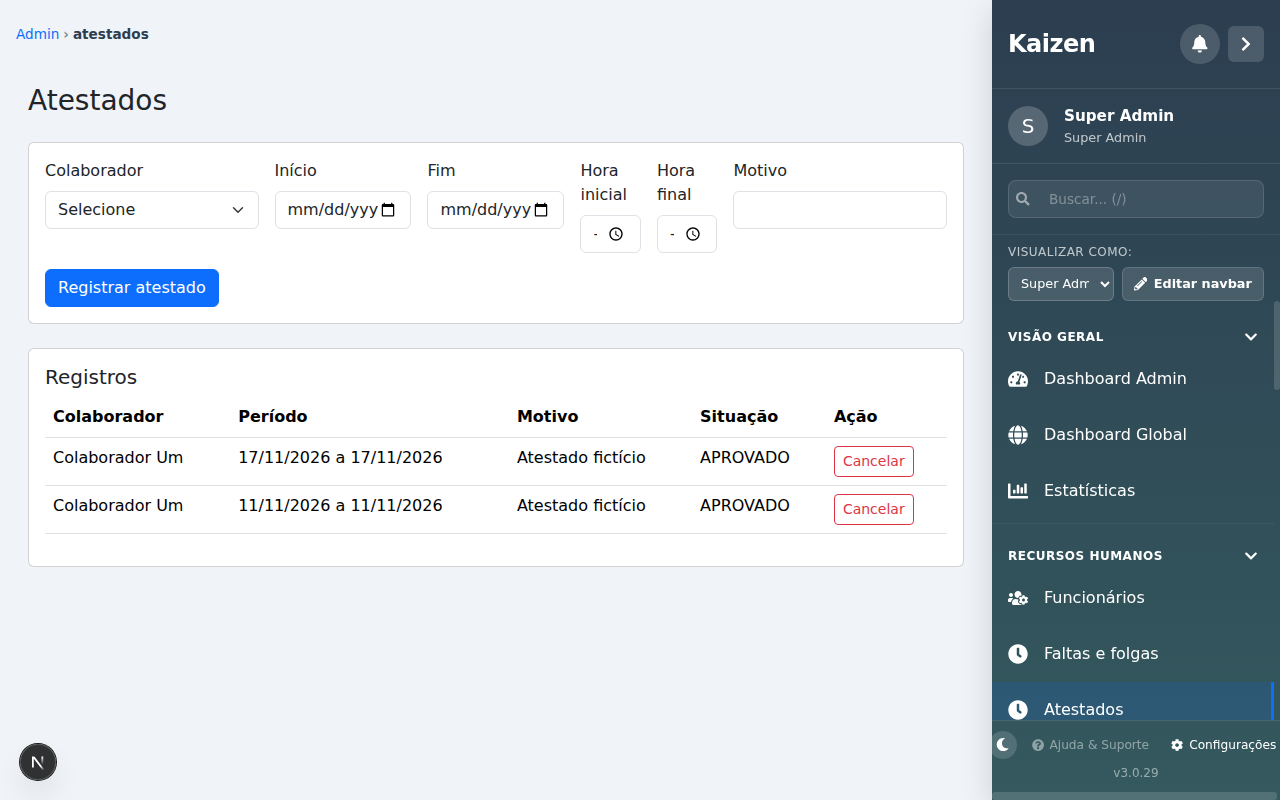 Admin › atestados
Atestados
Colaborador
Início
Fim
Hora inicial
Hora final
Motivo
Selecione
mm/dd/yyy
mm/dd/yyy
-
-
Registrar atestado
Registros
Colaborador Período Motivo Situação Ação
Colaborador Um 17/11/2026 a 17/11/2026 Atestado fictício APROVADO Cancelar
Colaborador Um 11/11/2026 a 11/11/2026 Atestado fictício APROVADO Cancelar
N
Kaizen
S
Super Admin
Super Admin
Buscar... (/)
VISUALIZAR COMO:
Super Adm
Editar navbar
VISÃO GERAL
Dashboard Admin
Dashboard Global
Estatísticas
RECURSOS HUMANOS
Funcionários
Faltas e folgas
Atestados
Ajuda & Suporte
Configurações
v3.0.29